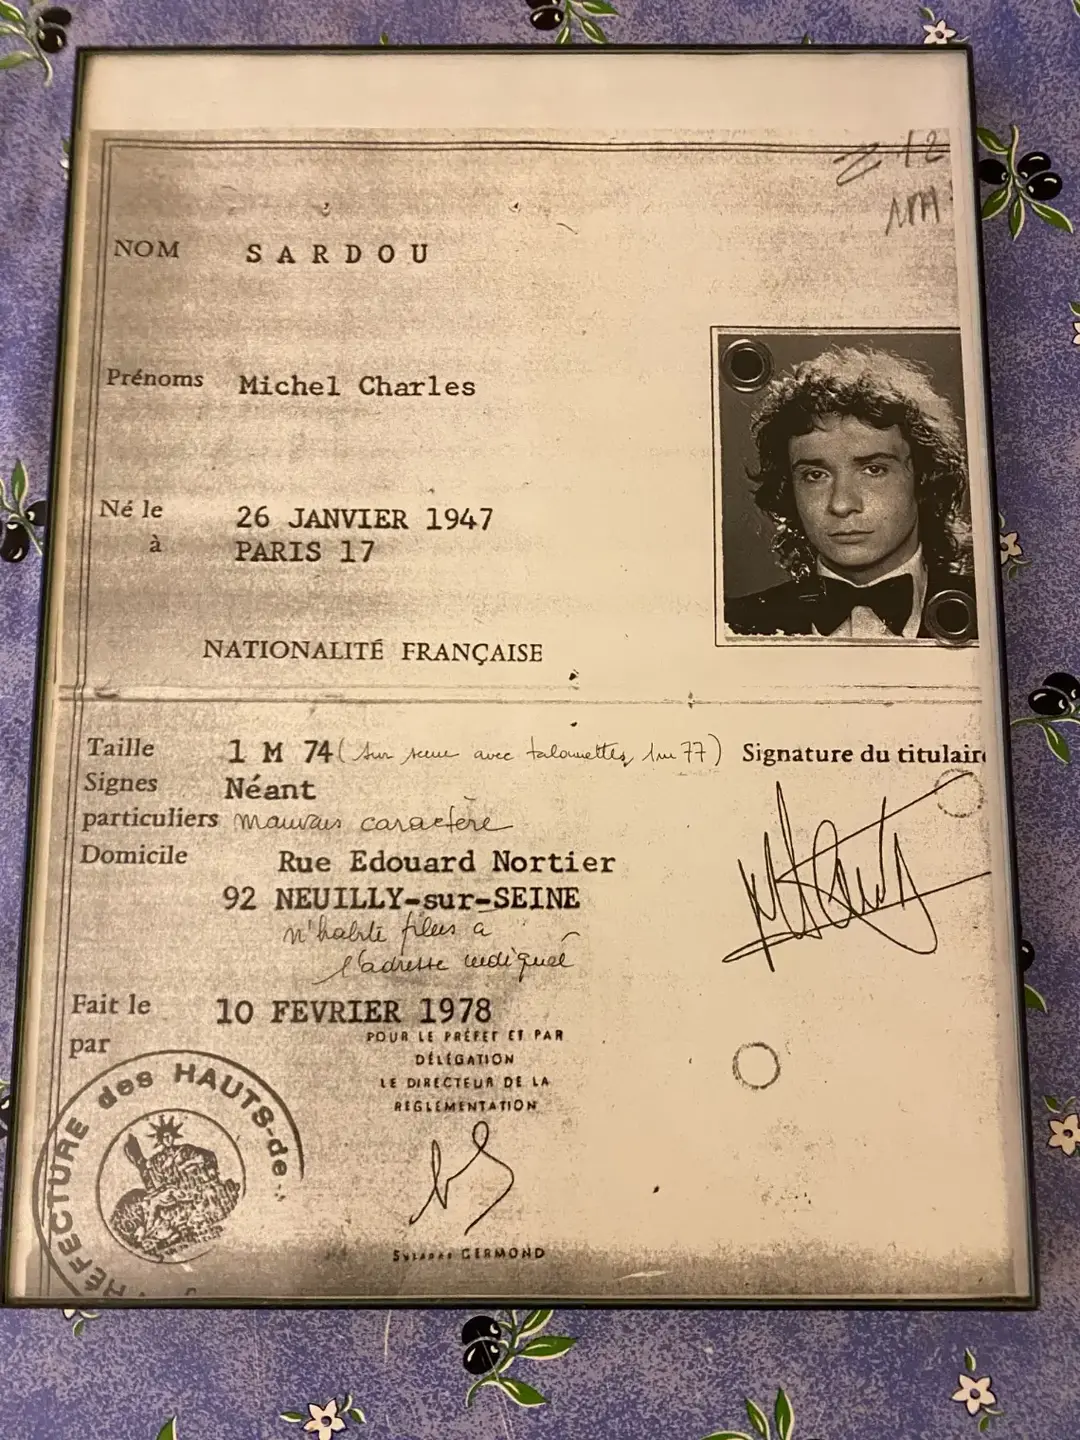 12
NOM SARDOU
Prénoms Michel Charles
Né le 26 JANVIER 1947
à PARIS 17
NATIONALITÉ FRANÇAISE
Taille 1 M 74 (sur scène avec talonnettes, 1m77) Signature du titulaire
Signes Néant
particuliers mauvais caractère
Domicile Rue Edouard Nortier
92 NEUILLY-sur-SEINE
n'habite plus à
l'adresse indiquée
Fait le 10 FEVRIER 1978
par POUR LE PRÉFET ET PAR
DÉLÉGATION
LE DIRECTEUR DE LA
RÉGLEMENTATION
PRÉFECTURE des HAUTS-de-
GERMOND